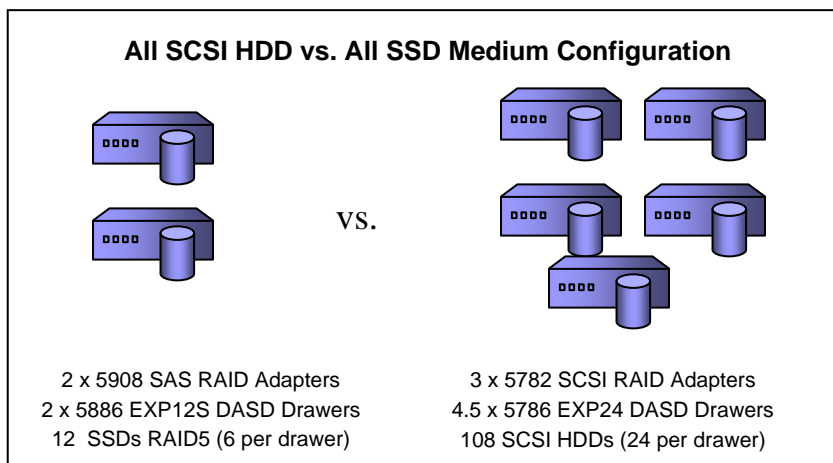 All SCSI HDD vs. All SSD Medium Configuration
vs.
2 x 5908 SAS RAID Adapters
2 x 5886 EXP12S DASD Drawers
12 SSDs RAID5 (6 per drawer)
3 x 5782 SCSI RAID Adapters
4.5 x 5786 EXP24 DASD Drawers
108 SCSI HDDs (24 per drawer)